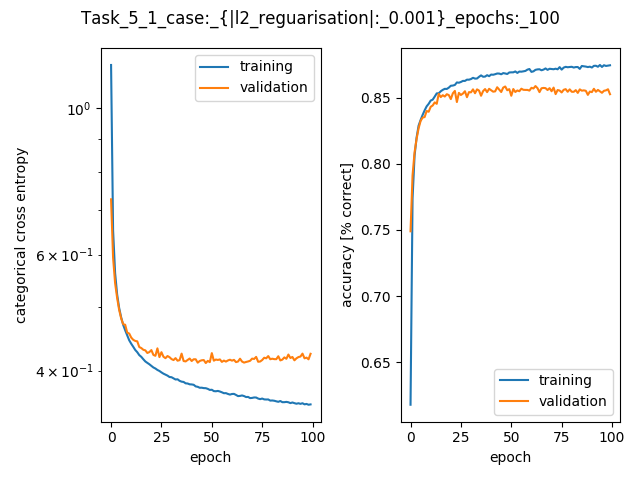 Task_5_1_case:_{|l2_reguarisation|:_0.001}_epochs:_100
training
validation
10⁰
6 × 10⁻¹
4 × 10⁻¹
categorical cross entropy
0 25 50 75 100
epoch
0.85
0.80
0.75
0.70
0.65
accuracy [% correct]
training
validation
0 25 50 75 100
epoch